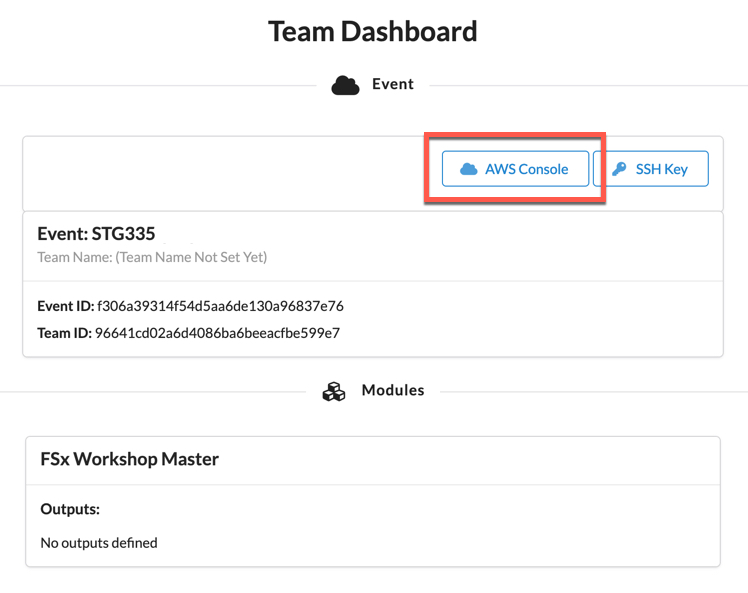 Team Dashboard
Event
AWS Console
SSH Key
Event: STG335
Team Name: (Team Name Not Set Yet)
Event ID: f306a39314f54d5aa6de130a96837e76
Team ID: 96641cd02a6d4086ba6beeacfbe599e7
Modules
FSx Workshop Master
Outputs:
No outputs defined